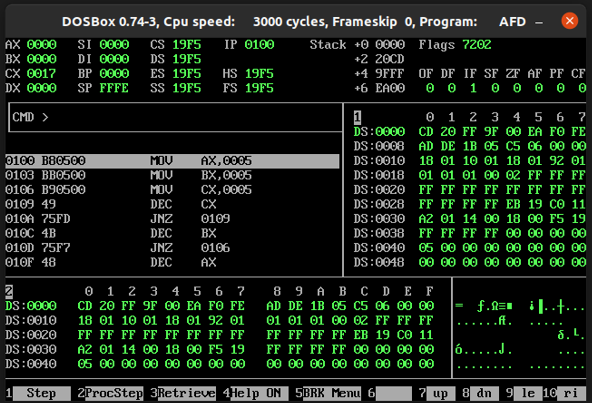 DOSBox 0.74-3, Cpu speed: 3000 cycles, Frameskip 0, Program: AFD
AX 0000 SI 0000 CS 19F5 IP 0100 Stack +0 0000 Flags 7202
BX 0000 DI 0000 DS 19F5 +2 20CD
CX 0017 BP 0000 ES 19F5 HS 19F5 +4 9FFF OF DF IF SF ZF AF PF CF
DX 0000 SP FFFE SS 19F5 FS 19F5 +6 EA00 0 0 1 0 0 0 0 0
CMD >
1 0 1 2 3 4 5 6 7
DS:0000 CD 20 FF 9F 00 EA F0 FE
DS:0008 AD DE 1B 05 C5 06 00 00
0100 B80500 MOV AX,0005 DS:0010 18 01 10 01 18 01 92 01
0103 BB0500 MOV BX,0005 DS:0018 01 01 01 00 02 FF FF FF
0106 B90500 MOV CX,0005 DS:0020 FF FF FF FF FF FF FF FF
0109 49 DEC CX DS:0028 FF FF FF FF EB 19 C0 11
010A 75FD JNZ 0109 DS:0030 A2 01 14 00 18 00 F5 19
010C 4B DEC BX DS:0038 FF FF FF FF 00 00 00 00
010D 75F7 JNZ 0106 DS:0040 05 00 00 00 00 00 00 00
010F 48 DEC AX DS:0048 00 00 00 00 00 00 00 00
2 0 1 2 3 4 5 6 7 8 9 A B C D E F
DS:0000 CD 20 FF 9F 00 EA F0 FE AD DE 1B 05 C5 06 00 00
DS:0010 18 01 10 01 18 01 92 01 01 01 01 00 02 FF FF FF
DS:0020 FF FF FF FF FF FF FF FF FF FF FF FF EB 19 C0 11
DS:0030 A2 01 14 00 18 00 F5 19 FF FF FF FF 00 00 00 00
DS:0040 05 00 00 00 00 00 00 00 00 00 00 00 00 00 00 00
1 Step 2 ProcStep 3 Retrieve 4 Help ON 5 BRK Menu 6 7 up 8 dn 9 le 10 ri